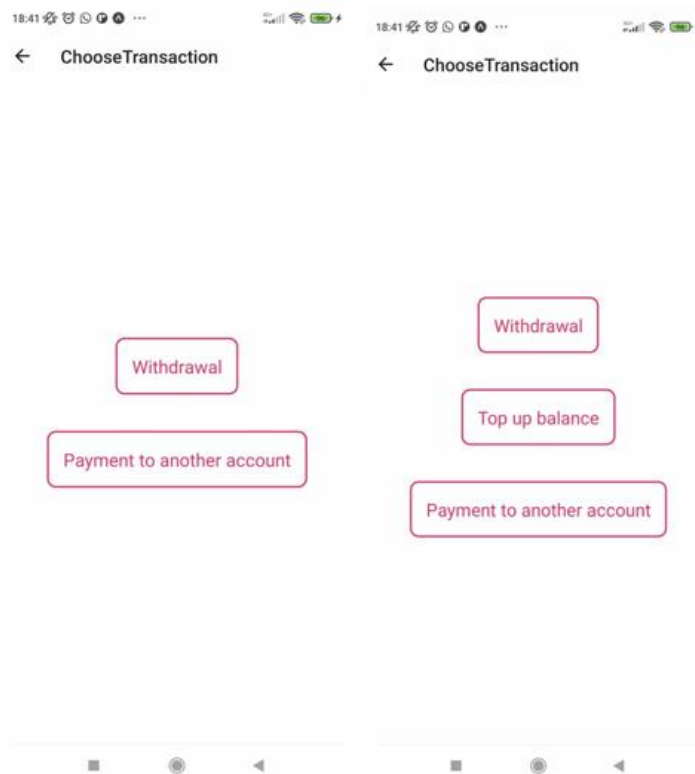 18:41
ChooseTransaction
Withdrawal
Payment to another account
18:41
ChooseTransaction
Withdrawal
Top up balance
Payment to another account